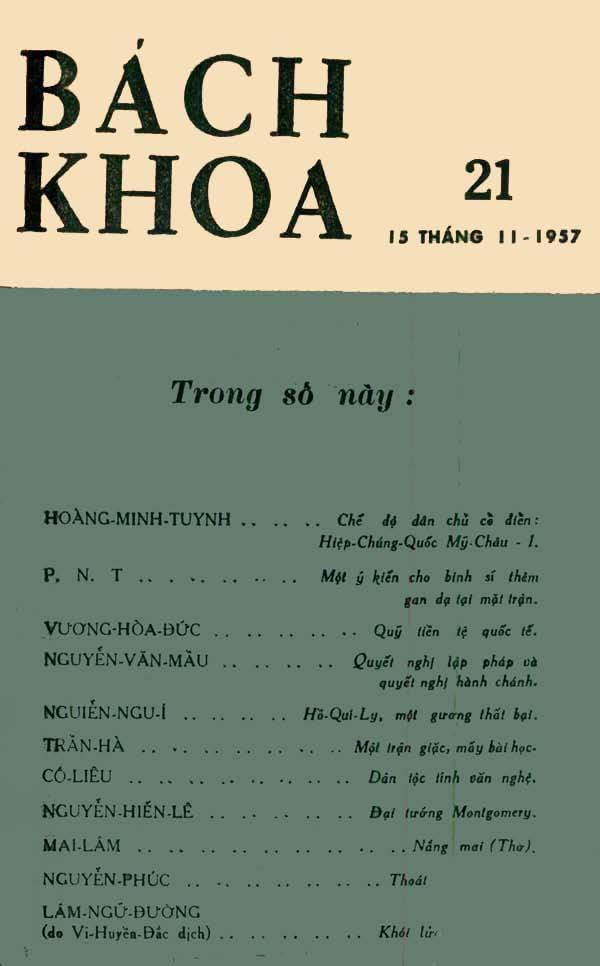 BÁCH
KHOA
21
15 THÁNG 11-1957
Trong số này :
HOÀNG-MINH-TUYNH .. .. .. Chế độ dân chủ cổ điển:
Hiệp-Chúng-Quốc Mỹ-Châu - I.
P. N. T .. .. .. .. .. .. Một ý kiến cho binh sĩ thêm
gan dạ tại mặt trận.
VƯƠNG-HÒA-ĐỨC .. .. .. .. .. .. Quỹ tiền tệ quốc tế.
NGUYỄN-VĂN-MẦU .. .. .. .. .. Quyết nghị lập pháp và
quyết nghị hành chánh.
NGUIỄN-NGU-Í .. .. .. .. .. Hồ-Quí-Ly, một gương thất bại.
TRẦN-HÀ .. .. .. .. .. .. .. .. Một trận giặc, mấy bài học.
CÔ-LIÊU .. .. .. .. .. .. .. .. Dân tộc tính văn nghệ.
NGUYỄN-HIẾN-LÊ .. .. .. .. .. .. Đại tướng Montgomery.
MAI-LÂM .. .. .. .. .. .. .. .. .. .. Nắng mai (Thơ).
NGUYỄN-PHÚC .. .. .. .. .. .. Thoát
LÂM-NGỮ-ĐƯỜNG
(do Vi-Huyền-Đắc dịch) .. .. .. .. .. Khói lửa